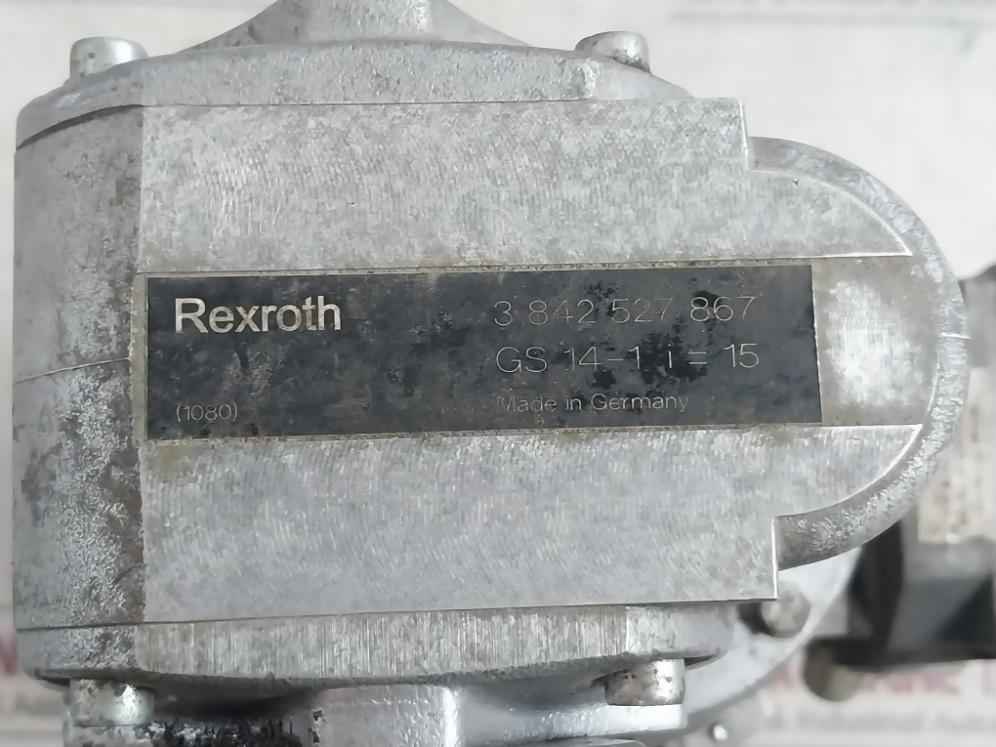 Rexroth
3 842 527 867
GS 14-1 i = 15
(1080)
Made in Germany